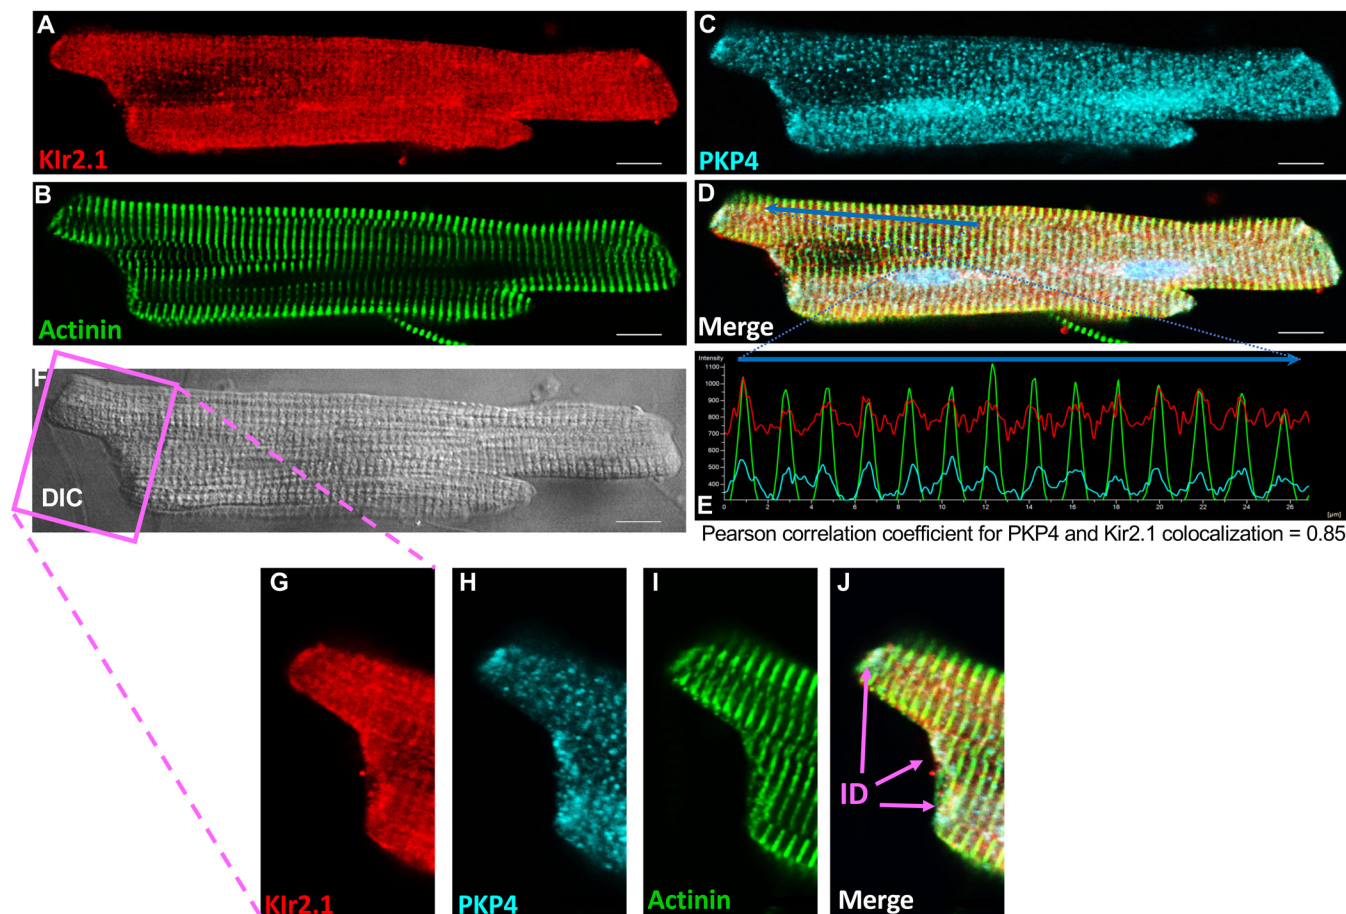 A
KIr2.1
C
PKP4
B
Actinin
D
Merge
F
DIC
Intensity
1100
1000
900
800
700
500
400
E
0
2
4
6
8
10
12
14
16
18
20
22
24
26
[µm]
Pearson correlation coefficient for PKP4 and Kir2.1 colocalization = 0.85
G
KIr2.1
H
PKP4
I
Actinin
J
ID
Merge